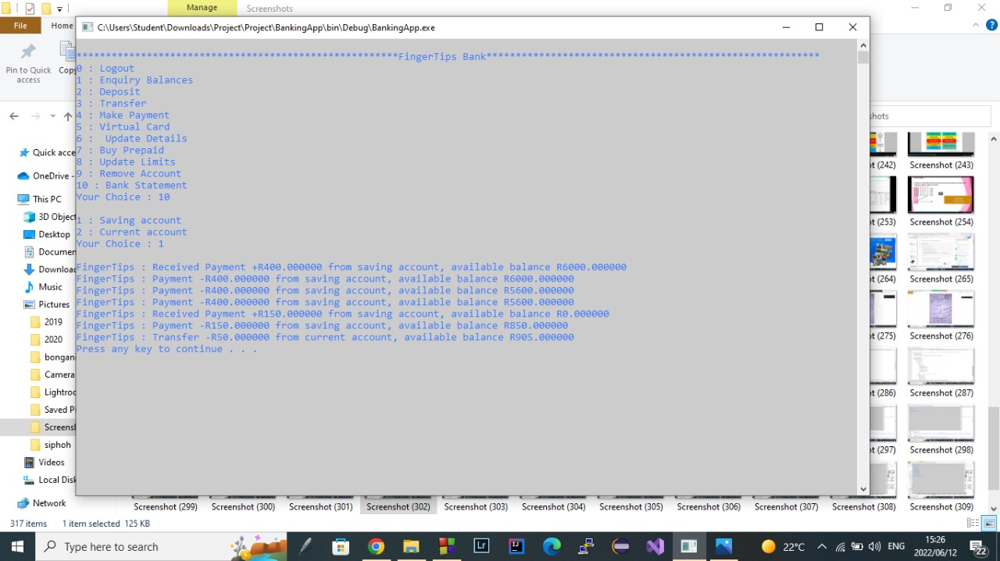 Manage
Screenshots
File
Home
Pin to Quick
access
Copy
C:\Users\Student\Downloads\Project\Project\BankingApp\bin\Debug\BankingApp.exe
*******************************************************FingerTips Bank*********************************************************
0 : Logout
1 : Enquiry Balances
2 : Deposit
3 : Transfer
4 : Make Payment
5 : Virtual Card
6 :  Update Details
7 : Buy Prepaid
8 : Update Limits
9 : Remove Account
10 : Bank Statement
Your Choice : 10
1 : Saving account
2 : Current account
Your Choice : 1
FingerTips : Received Payment +R400.000000 from saving account, available balance R6000.000000
FingerTips : Payment -R400.000000 from saving account, available balance R6000.000000
FingerTips : Payment -R400.000000 from saving account, available balance R5600.000000
FingerTips : Payment -R400.000000 from saving account, available balance R5600.000000
FingerTips : Received Payment +R150.000000 from saving account, available balance R0.000000
FingerTips : Payment -R150.000000 from saving account, available balance R850.000000
FingerTips : Transfer -R50.000000 from current account, available balance R905.000000
Press any key to continue . . .
Quick acce
OneDrive -
This PC
3D Object
Desktop
Documen
Downloa
Music
Pictures
2019
2020
bongan
Camera
Lightroo
Saved P
Screensh
siphoh
Videos
Local Disk
Network
shots
t (242) Screenshot (243)
t (253) Screenshot (254)
t (264) Screenshot (265)
t (275) Screenshot (276)
t (286) Screenshot (287)
t (297) Screenshot (298)
Screenshot (299) Screenshot (300) Screenshot (301) Screenshot (302) Screenshot (303) Screenshot (304) Screenshot (305) Screenshot (306) Screenshot (307) Screenshot (308) Screenshot (309)
317 items 1 item selected 125 KB
Type here to search
Lr
22°C
ENG
15:26
2022/06/12
22